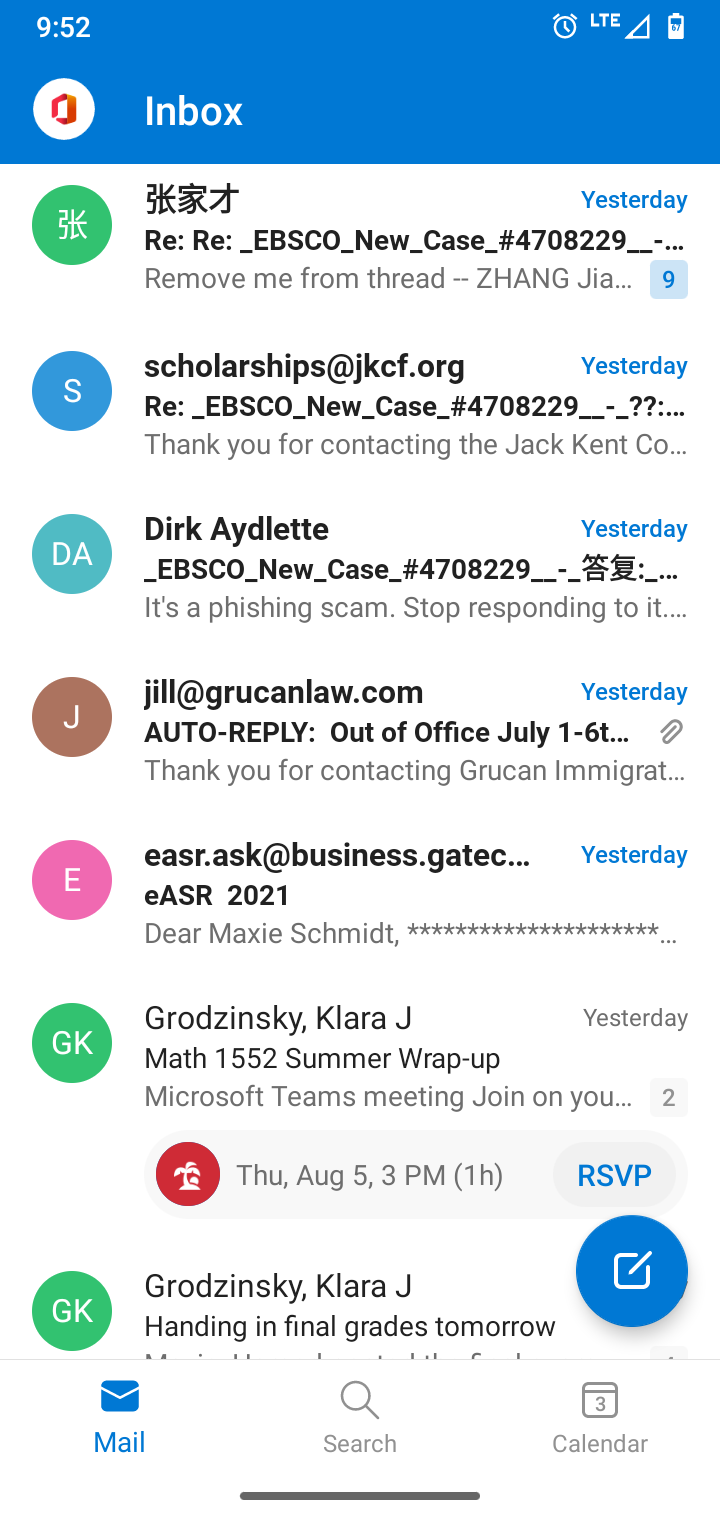 9:52
LTE
67
Inbox
张
张家才
Yesterday
Re: Re: _EBSCO_New_Case_#4708229__-…
Remove me from thread -- ZHANG Jia…
9
S
scholarships@jkcf.org
Yesterday
Re: _EBSCO_New_Case_#4708229__-_??:…
Thank you for contacting the Jack Kent Co…
DA
Dirk Aydlette
Yesterday
_EBSCO_New_Case_#4708229__-_答复:_…
It's a phishing scam. Stop responding to it.…
J
jill@grucanlaw.com
Yesterday
AUTO-REPLY:  Out of Office July 1-6t…
Thank you for contacting Grucan Immigrat…
E
easr.ask@business.gatec…
Yesterday
eASR  2021
Dear Maxie Schmidt, *********************…
GK
Grodzinsky, Klara J
Yesterday
Math 1552 Summer Wrap-up
Microsoft Teams meeting Join on you…
2
Thu, Aug 5, 3 PM (1h)
RSVP
GK
Grodzinsky, Klara J
Handing in final grades tomorrow
Mail
Search
3
Calendar